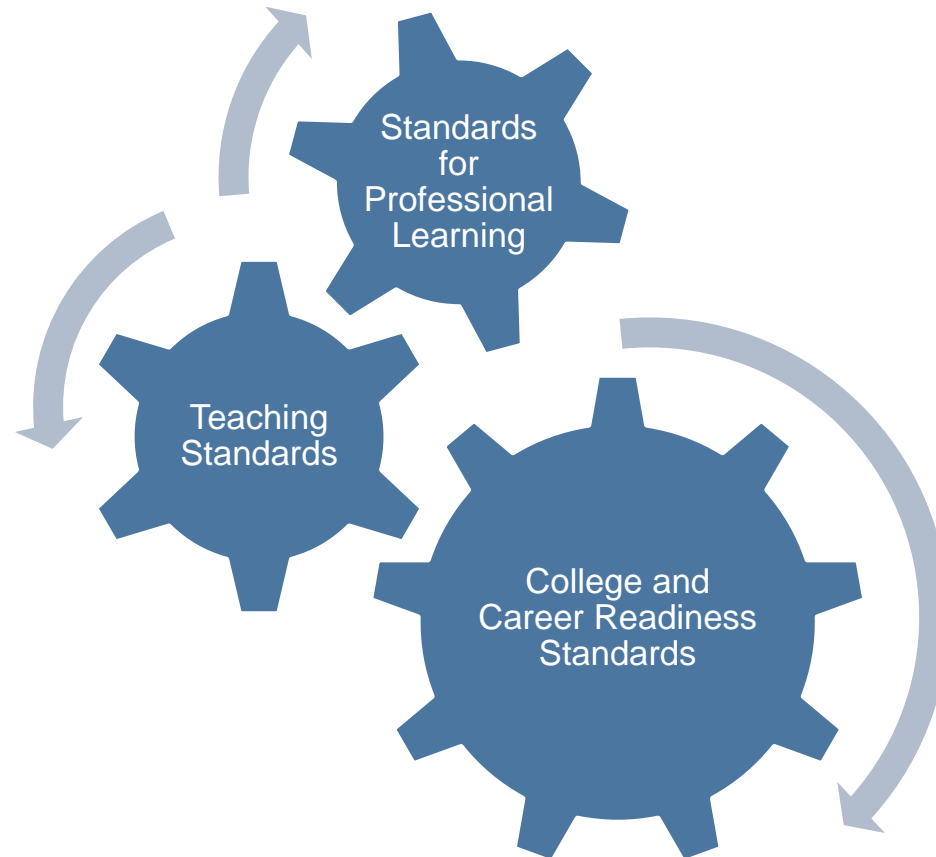 Standards
for
Professional
Learning
Teaching
Standards
College and
Career Readiness
Standards